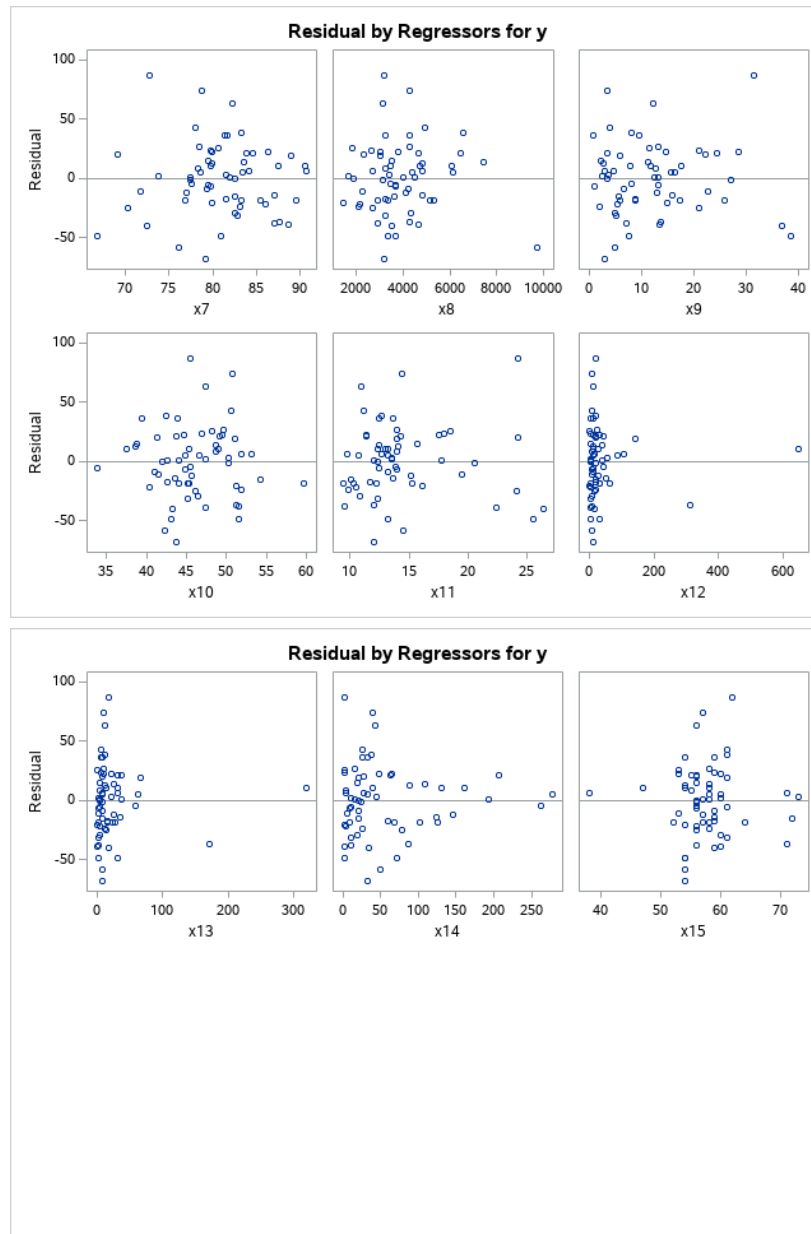 Residual by Regressors for y
100
50
0
-50
Residual
70 75 80 85 90
2000 4000 6000 8000 10000
0 10 20 30 40
x7 x8 x9
100
50
0
-50
Residual
35 40 45 50 55 60
10 15 20 25
0 200 400 600
x10 x11 x12
Residual by Regressors for y
100
50
0
-50
Residual
0 100 200 300
0 50 100 150 200 250
40 50 60 70
x13 x14 x15